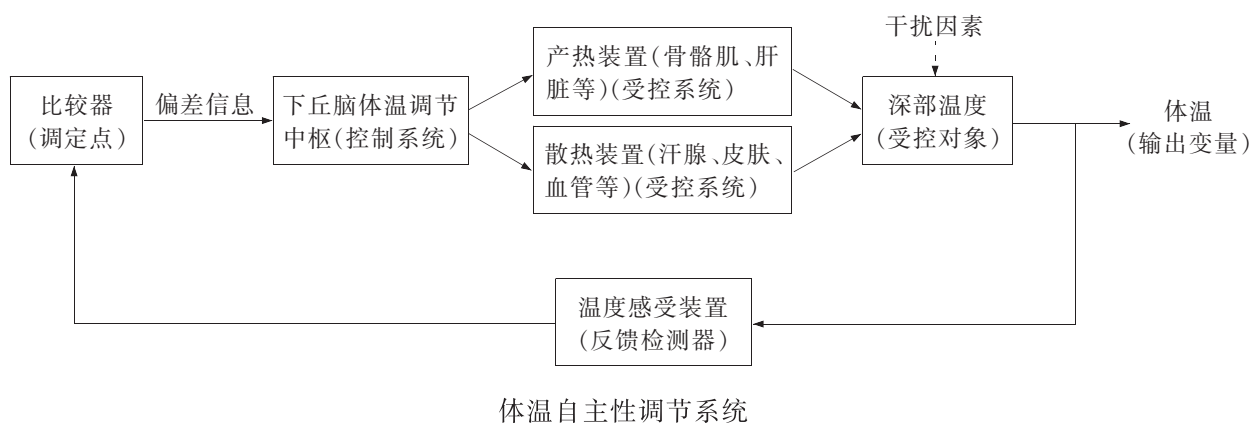 干扰因素
比较器
(调定点)
偏差信息
下丘脑体温调节
中枢(控制系统)
产热装置(骨骼肌、肝
脏等)(受控系统)
散热装置(汗腺、皮肤、
血管等)(受控系统)
深部温度
(受控对象)
体温
(输出变量)
温度感受装置
(反馈检测器)
体温自主性调节系统